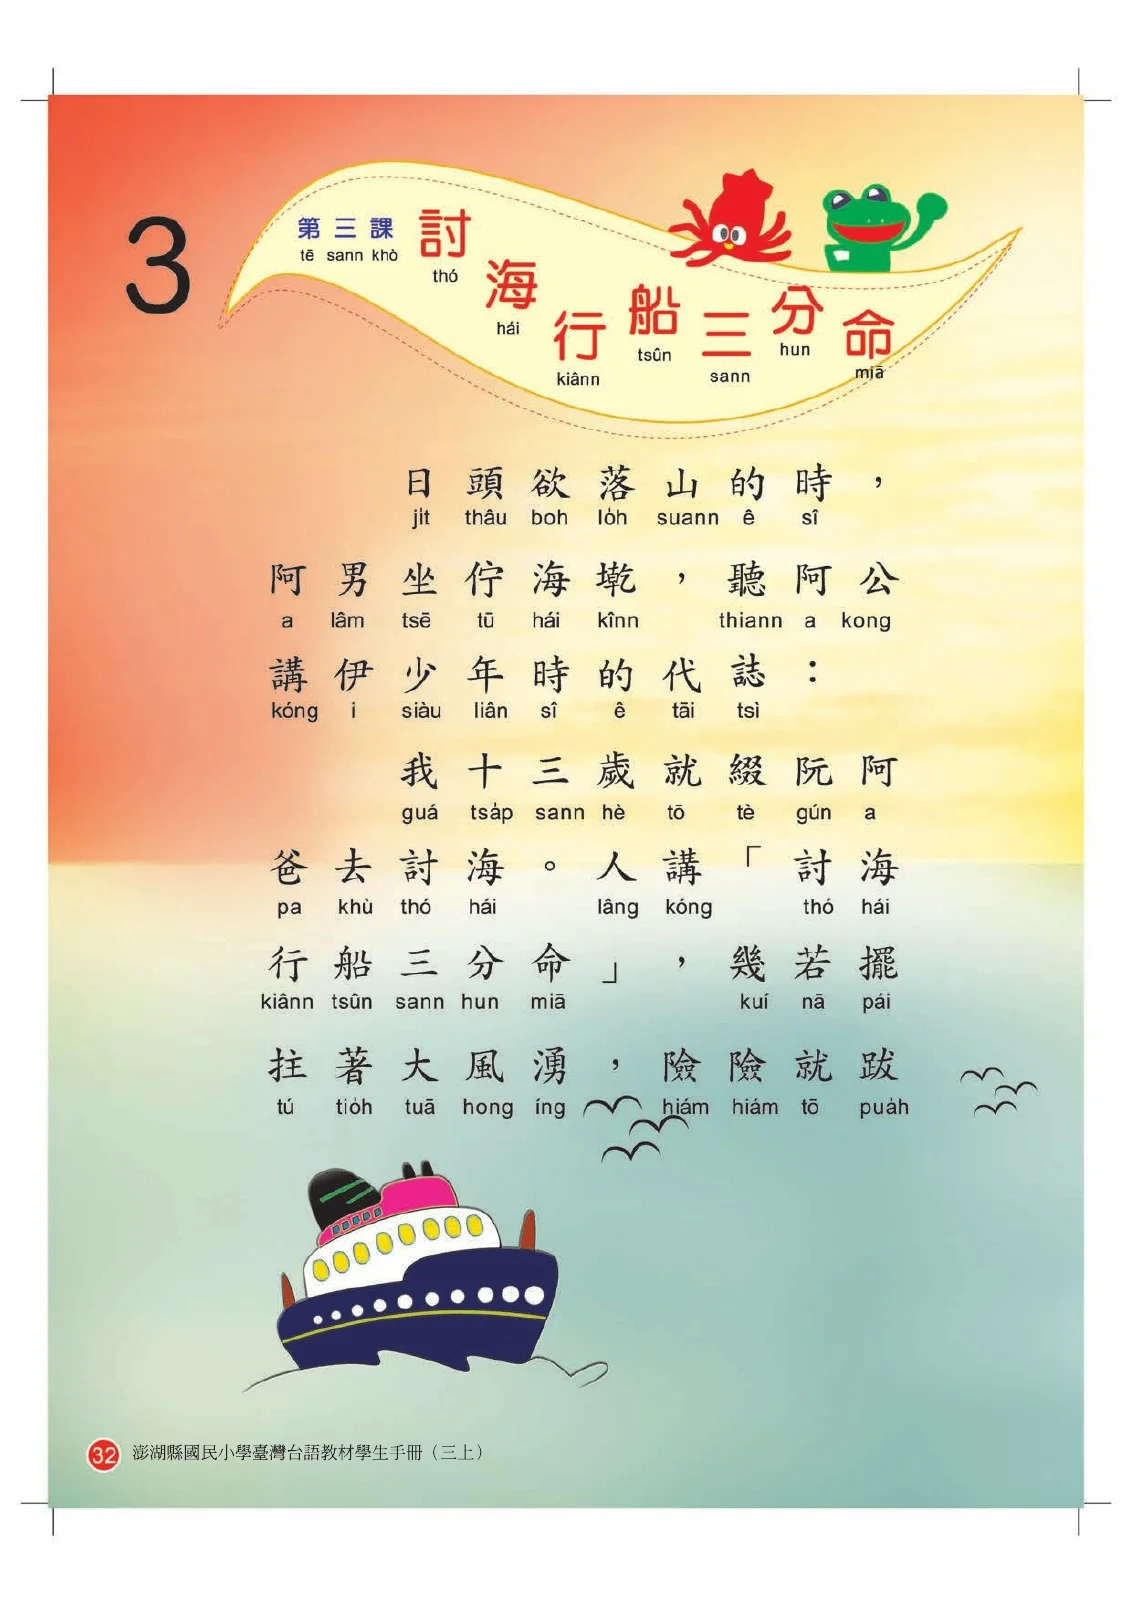 3
第三課
tē sann khò
討海行船三分命
thó hái kiânn tsûn sann hun miā
日頭欲落山的時，
ji̍t thâu boh lo̍h suann ê sî
阿男坐佇海墘，聽阿公
a lâm tsē tū hái kînn thiann a kong
講伊少年時的代誌：
kóng i siàu liân sî ê tāi tsì
我十三歲就綴阮阿
guá tsa̍p sann hè tō tè gún a
爸去討海。人講「討海
pa khù thó hái lâng kóng thó hái
行船三分命」，幾若擺
kiânn tsûn sann hun miā kuí nā pái
拄著大風湧，險險就跋
tú tio̍h tuā hong íng hiám hiám tō pua̍h
32 澎湖縣國民小學臺灣台語教材學生手冊（三上）